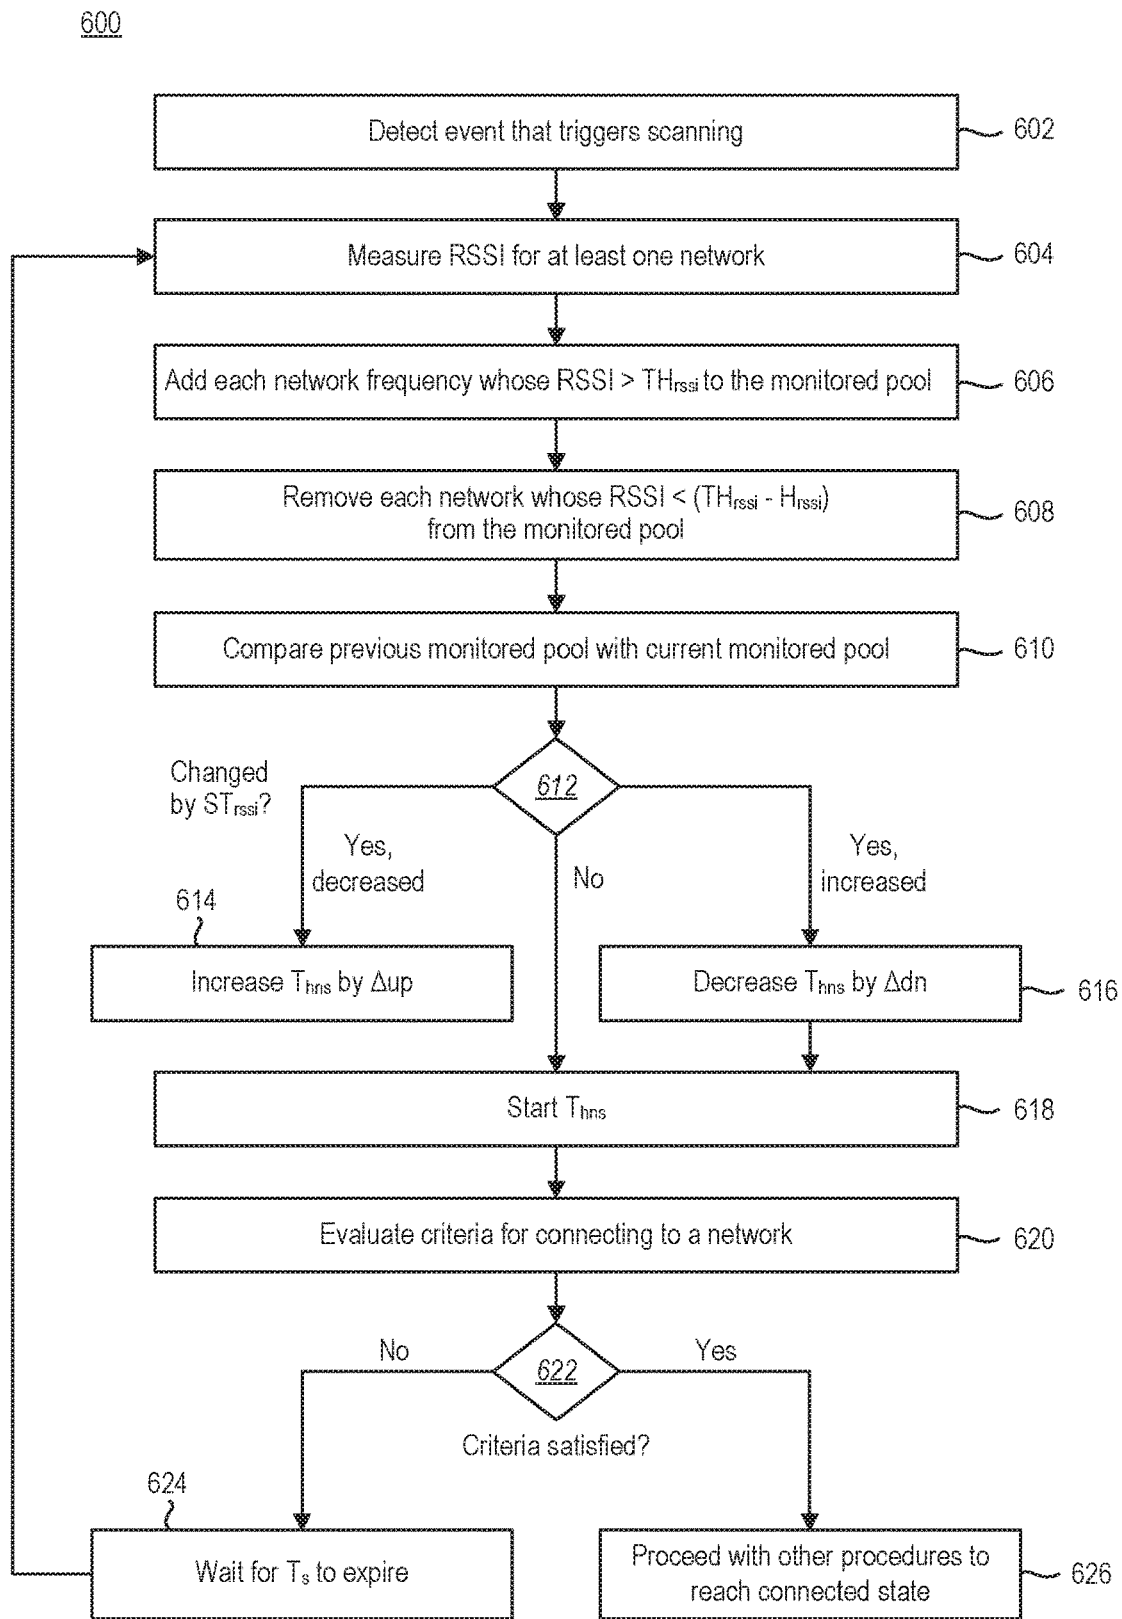 600
Detect event that triggers scanning
602
Measure RSSI for at least one network
604
Add each network frequency whose RSSI > THrssi to the monitored pool
606
Remove each network whose RSSI < (THrssi - Hrssi)
from the monitored pool
608
Compare previous monitored pool with current monitored pool
610
612
Changed
by STrssi?
Yes,
decreased
No
Yes,
increased
614
Increase Thns by Δup
Decrease Thns by Δdn
616
Start Thns
618
Evaluate criteria for connecting to a network
620
No
622
Yes
Criteria satisfied?
624
Wait for Ts to expire
Proceed with other procedures to
reach connected state
626